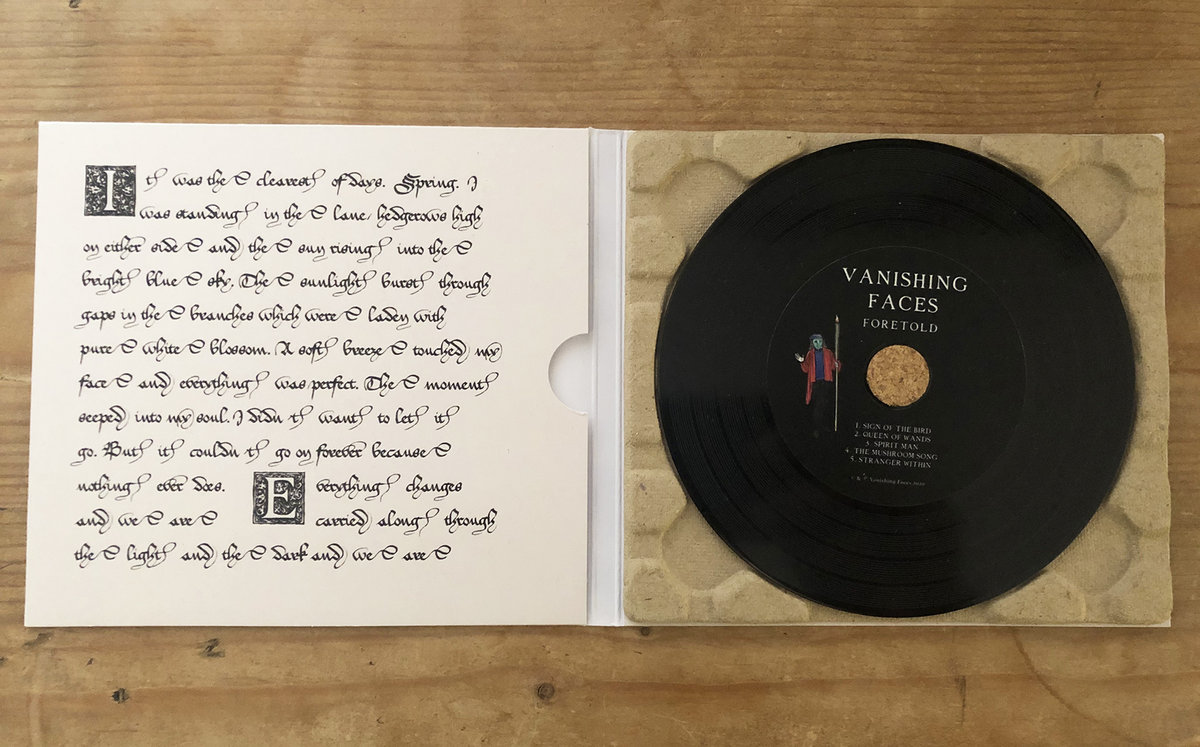 It was the clearest of days. Spring. I
was standing in the lane, hedgerows high
on either side and the sun rising into the
bright blue sky. The sunlight burst through
gaps in the branches which were laden with
pure white blossom. A soft breeze touched my
face and everything was perfect. The moment
seeped into my soul. I didn t want to let it
go. But it couldn t go on forever because
nothing ever does. Everything changes
and we are carried along through
the light and the dark and we are
VANISHING
FACES
FORETOLD
1. SIGN OF THE BIRD
2. QUEEN OF WANDS
3. SPIRIT MAN
4. THE MUSHROOM SONG
5. STRANGER WITHIN
© & ℗ Vanishing Faces,